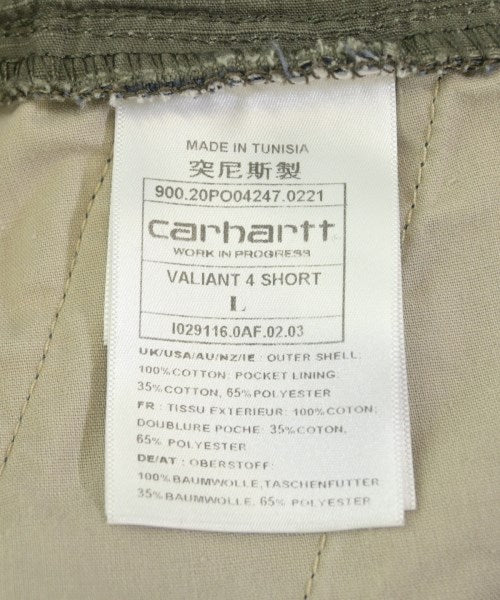 MADE IN TUNISIA
突尼斯製
900.20PO04247.0221
carhartt
WORK IN PROGRESS
VALIANT 4 SHORT
L
I029116.0AF.02.03
UK/USA/AU/NZ/IE : OUTER SHELL:
100%COTTON; POCKET LINING:
35%COTTON, 65%POLYESTER
FR : TISSU EXTERIEUR: 100%COTON;
DOUBLURE POCHE: 35%COTON,
65% POLYESTER
DE/AT : OBERSTOFF:
100%BAUMWOLLE,TASCHENFUTTER
35%BAUMWOLLE, 65%POLYESTER